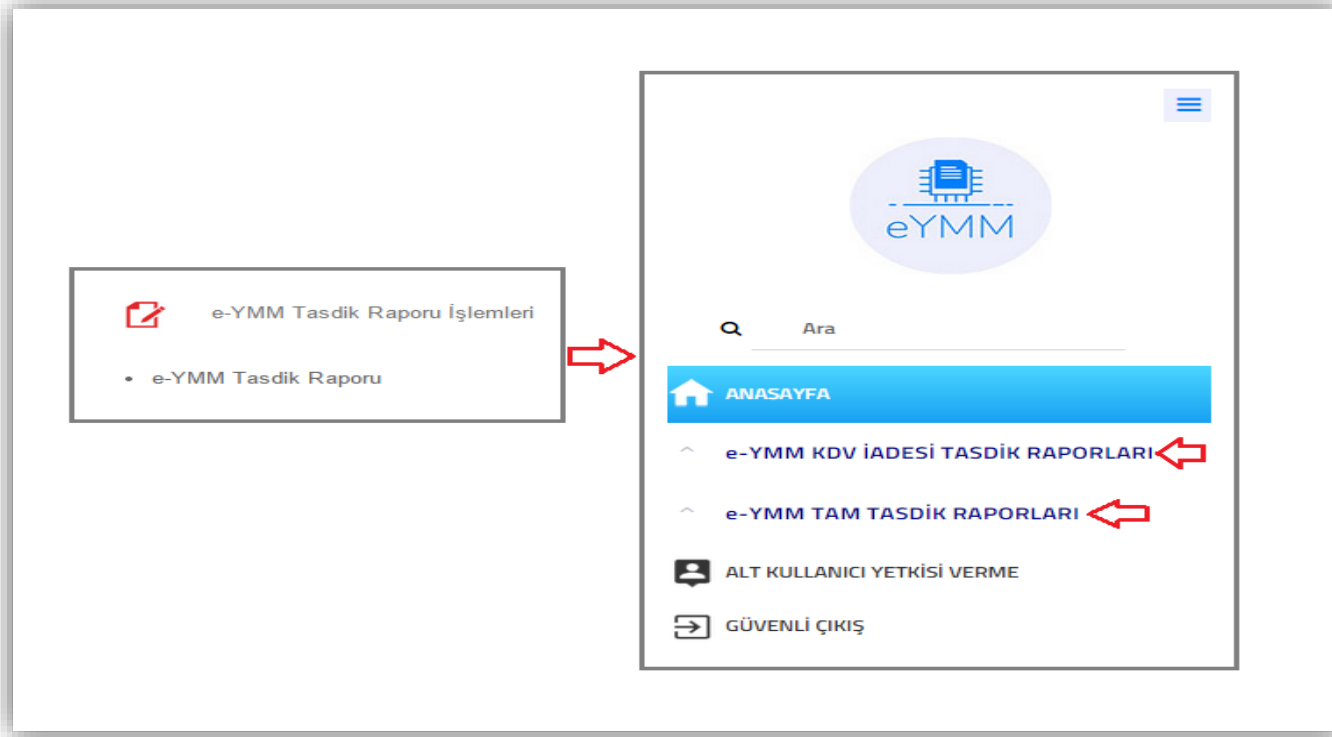 e-YMM Tasdik Raporu İşlemleri
• e-YMM Tasdik Raporu
eYMM
Ara
ANASAYFA
e-YMM KDV İADESİ TASDİK RAPORLARI
e-YMM TAM TASDİK RAPORLARI
ALT KULLANICI YETKİSİ VERME
GÜVENLİ ÇIKIŞ